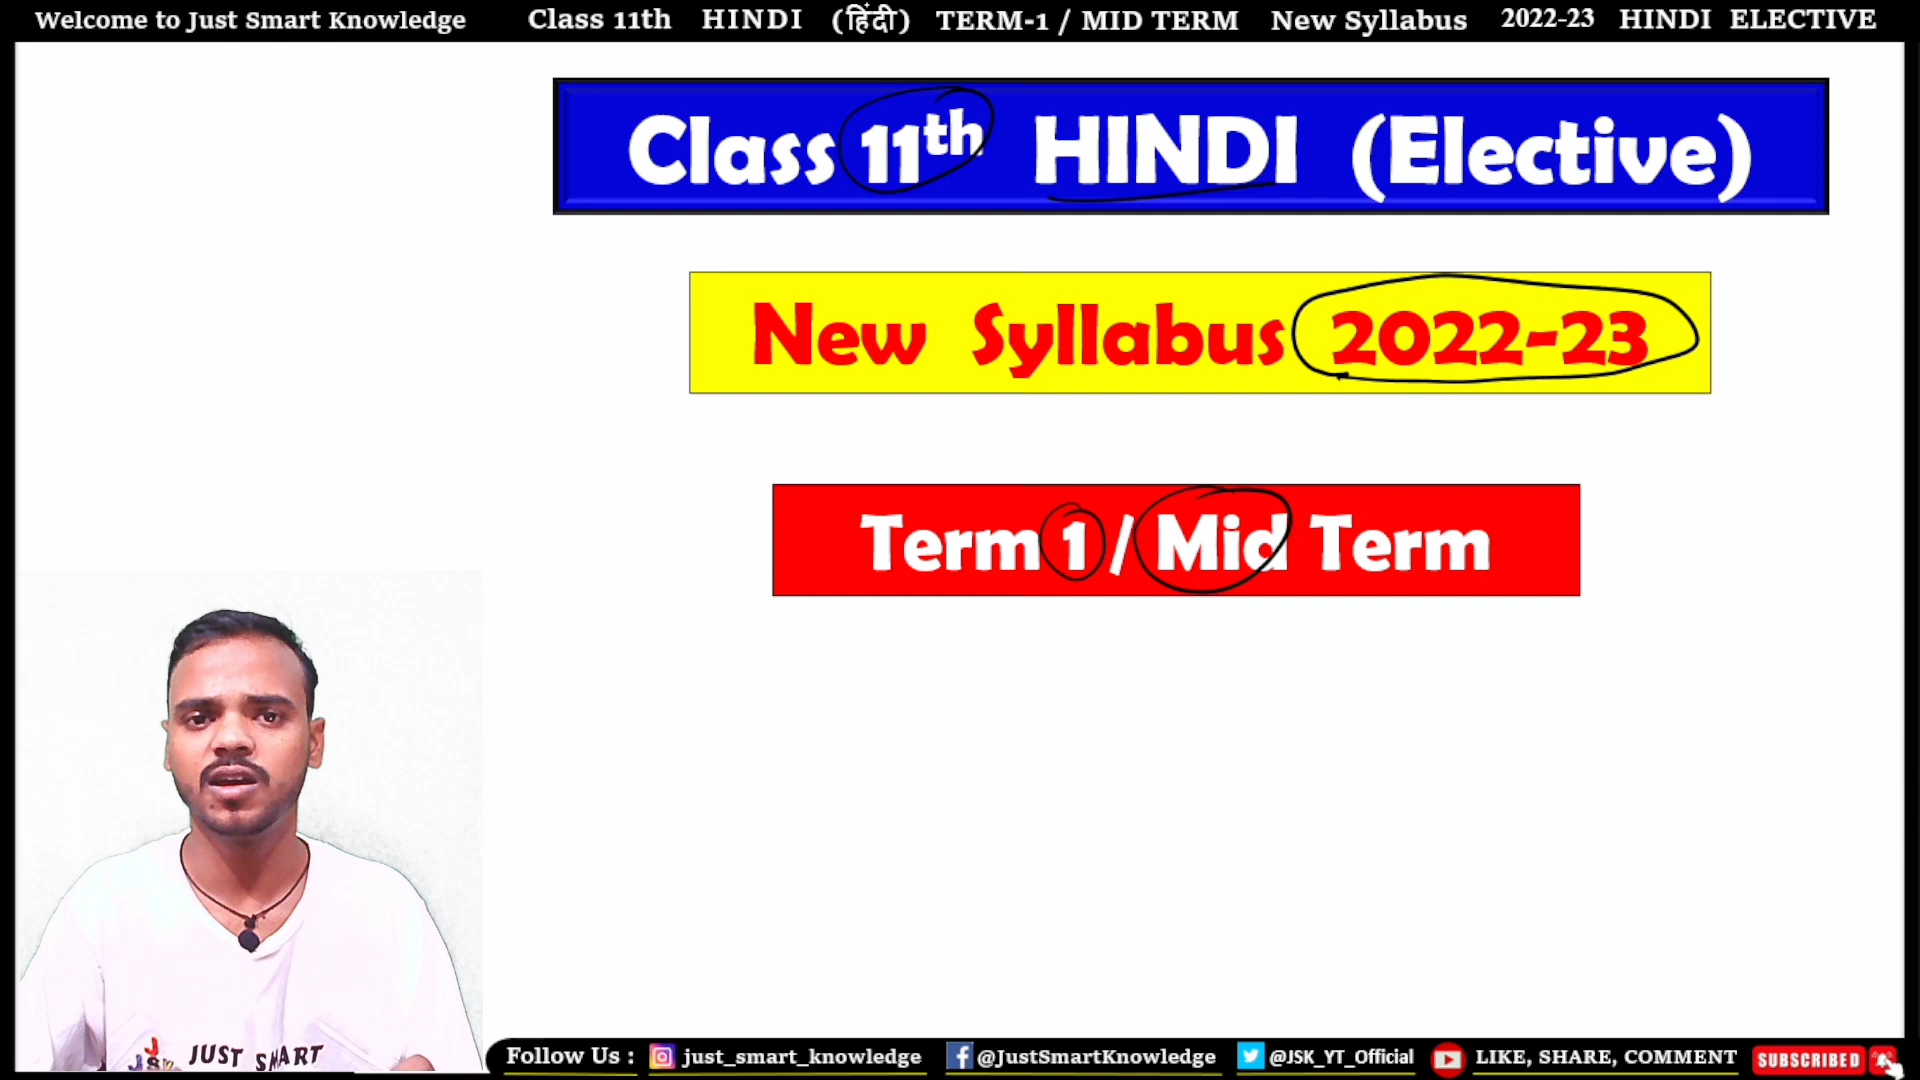 Welcome to Just Smart Knowledge Class 11th HINDI (हिंदी) TERM-1 / MID TERM New Syllabus 2022-23 HINDI ELECTIVE
Class 11th HINDI (Elective)
New Syllabus 2022-23
Term 1 / Mid Term
JUST SMART
Follow Us : just_smart_knowledge @JustSmartKnowledge @JSK_YT_Official LIKE, SHARE, COMMENT SUBSCRIBED